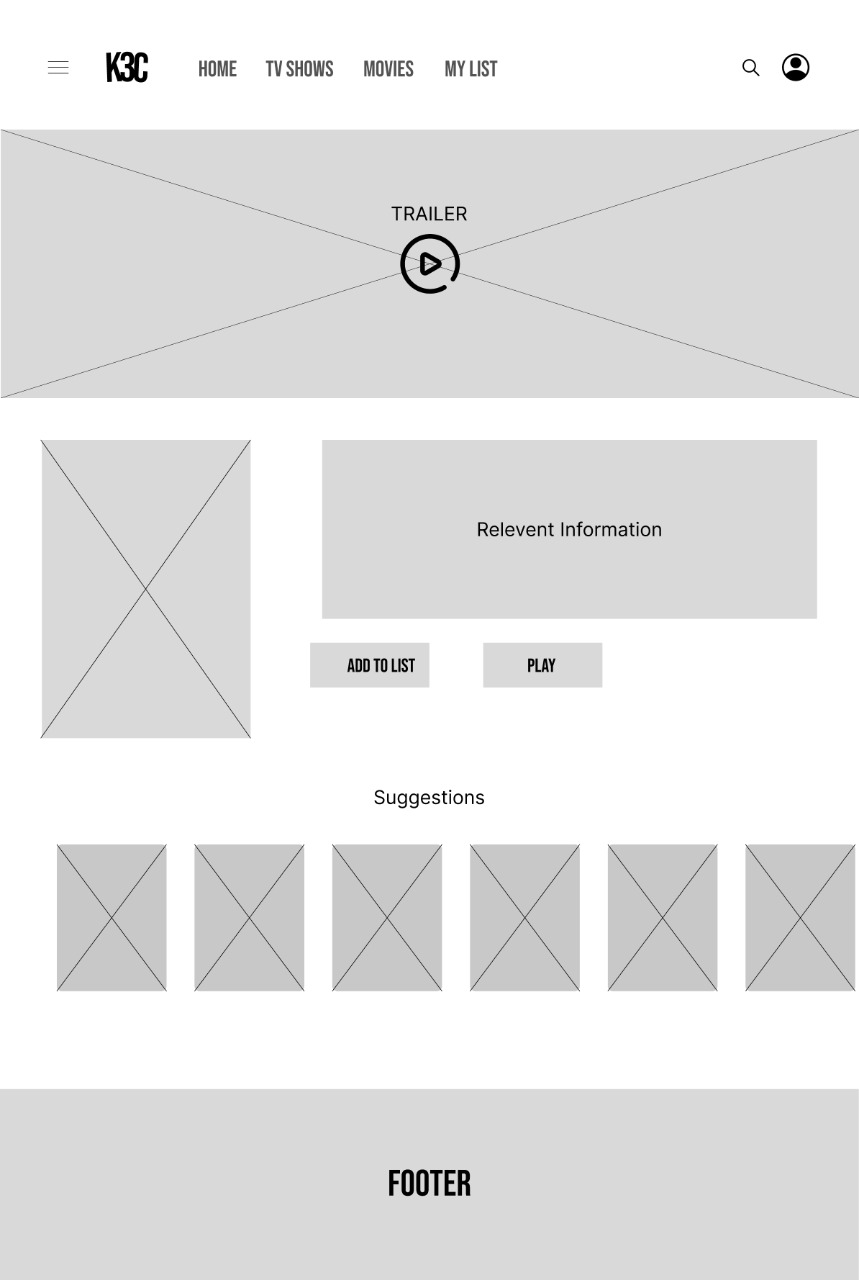 K3C
HOME TV SHOWS MOVIES MY LIST
TRAILER
Relevent Information
ADD TO LIST PLAY
Suggestions
FOOTER